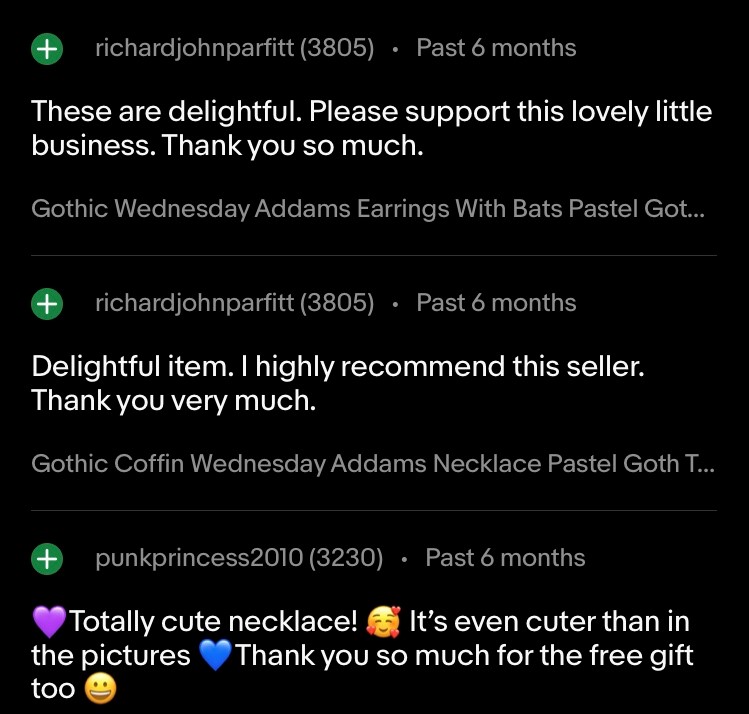 richardjohnparfitt (3805) • Past 6 months
These are delightful. Please support this lovely little
business. Thank you so much.
Gothic Wednesday Addams Earrings With Bats Pastel Got...
richardjohnparfitt (3805) • Past 6 months
Delightful item. I highly recommend this seller.
Thank you very much.
Gothic Coffin Wednesday Addams Necklace Pastel Goth T...
punkprincess2010 (3230) • Past 6 months
💜Totally cute necklace! 🥰 It’s even cuter than in
the pictures 💙Thank you so much for the free gift
too 😀